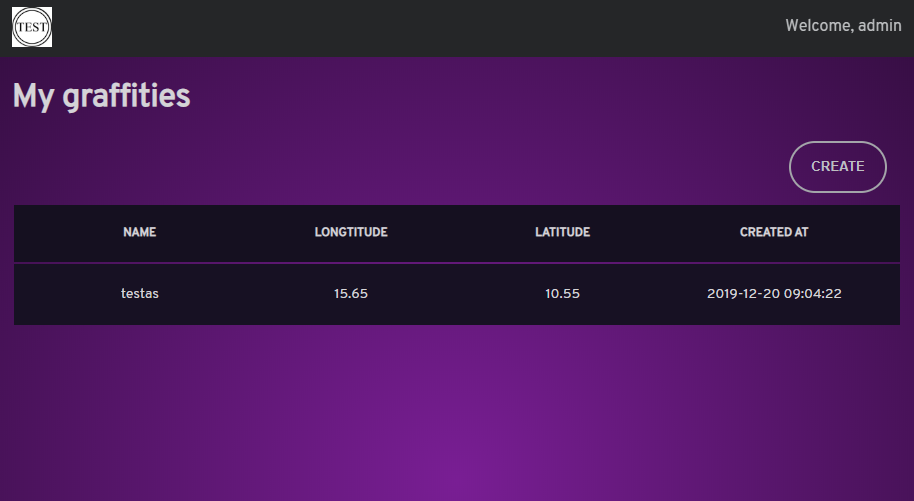 TEST
Welcome, admin
My graffities
CREATE
NAME LONGTITUDE LATITUDE CREATED AT
testas 15.65 10.55 2019-12-20 09:04:22